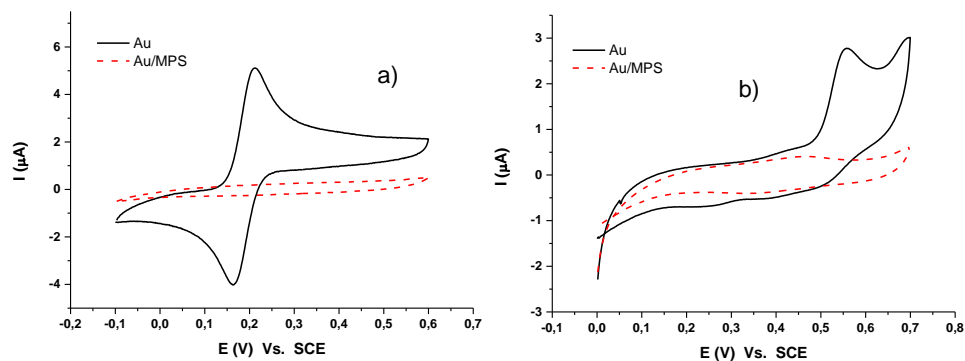 Au
Au/MPS
a)
I (µA)
6
4
2
0
-2
-4
-0,2 -0,1 0,0 0,1 0,2 0,3 0,4 0,5 0,6 0,7
E (V) Vs. SCE
Au
Au/MPS
b)
I (µA)
3
2
1
0
-1
-2
-3
-0,1 0,0 0,1 0,2 0,3 0,4 0,5 0,6 0,7 0,8
E (V) Vs. SCE